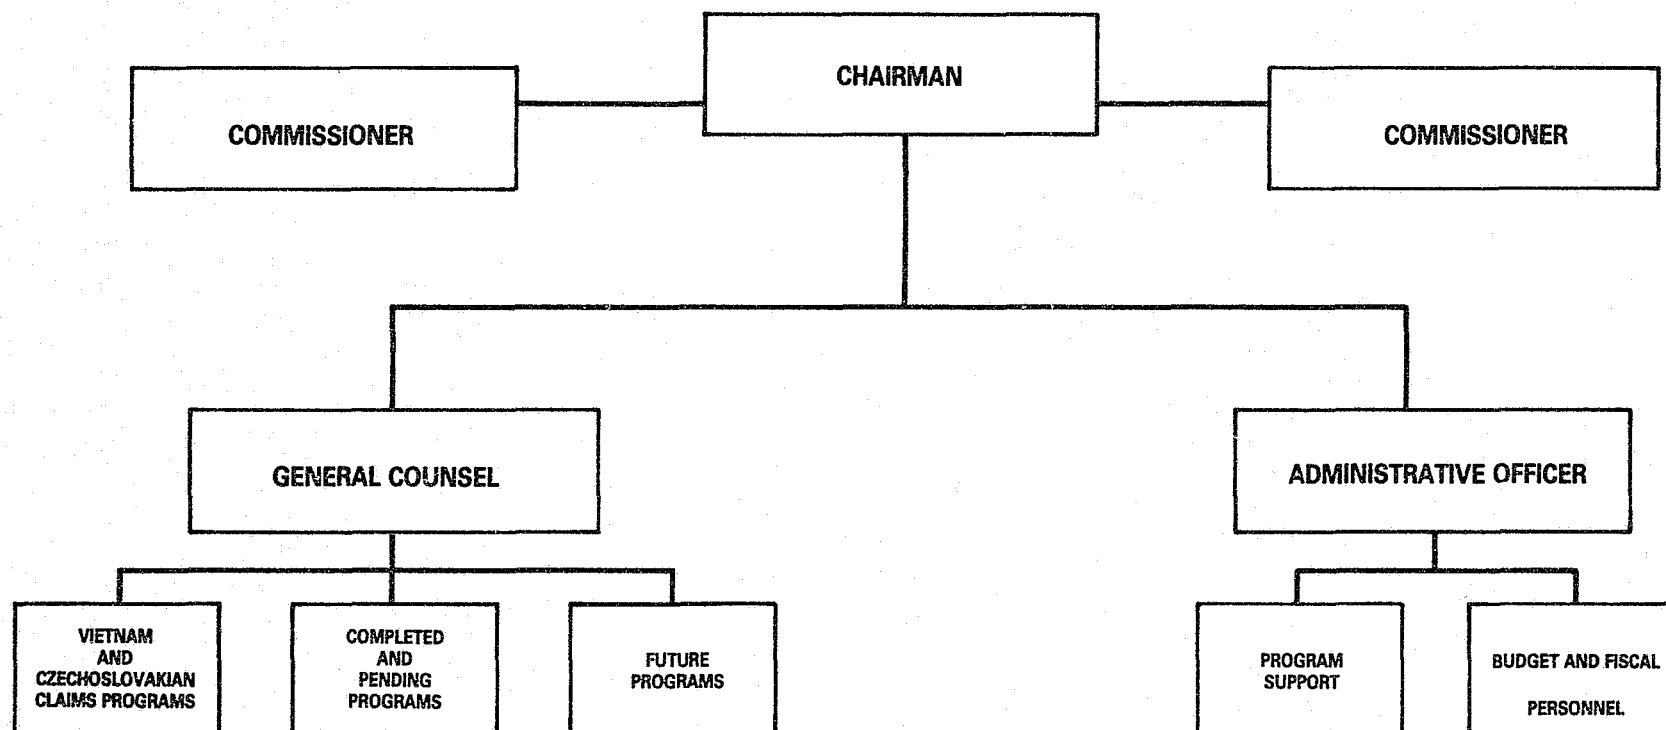 CHAIRMAN
COMMISSIONER
COMMISSIONER
GENERAL COUNSEL
ADMINISTRATIVE OFFICER
VIETNAM
AND
CZECHOSLOVAKIAN
CLAIMS PROGRAMS
COMPLETED
AND
PENDING
PROGRAMS
FUTURE
PROGRAMS
PROGRAM
SUPPORT
BUDGET AND FISCAL
PERSONNEL